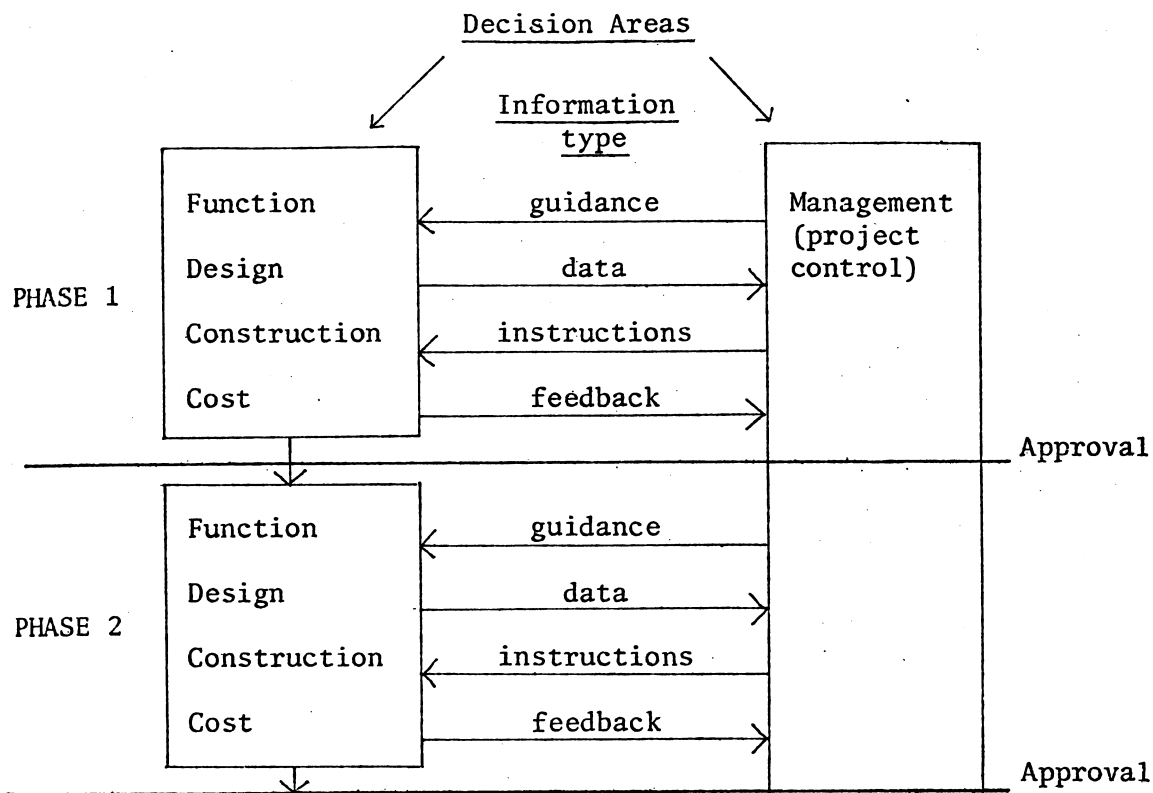 Decision Areas
Information
type
Function
guidance
Management
(project
control)
Design
data
PHASE 1
Construction
instructions
Cost
feedback
Approval
Function
guidance
Design
data
PHASE 2
Construction
instructions
Cost
feedback
Approval